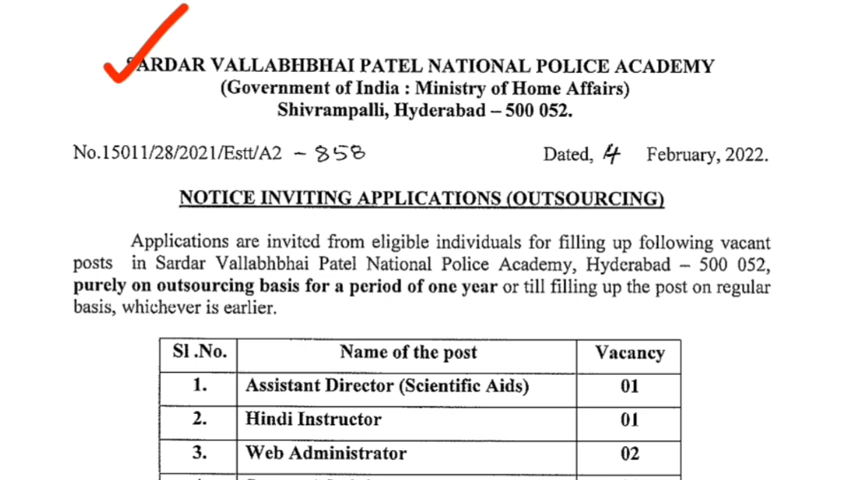 SARDAR VALLABHBHAI PATEL NATIONAL POLICE ACADEMY
(Government of India : Ministry of Home Affairs)
Shivrampalli, Hyderabad – 500 052.
No.15011/28/2021/Estt/A2 – 858 Dated, 4 February, 2022.
NOTICE INVITING APPLICATIONS (OUTSOURCING)
Applications are invited from eligible individuals for filling up following vacant
posts in Sardar Vallabhbhai Patel National Police Academy, Hyderabad – 500 052,
purely on outsourcing basis for a period of one year or till filling up the post on regular
basis, whichever is earlier.
Sl .No. Name of the post Vacancy
1. Assistant Director (Scientific Aids) 01
2. Hindi Instructor 01
3. Web Administrator 02